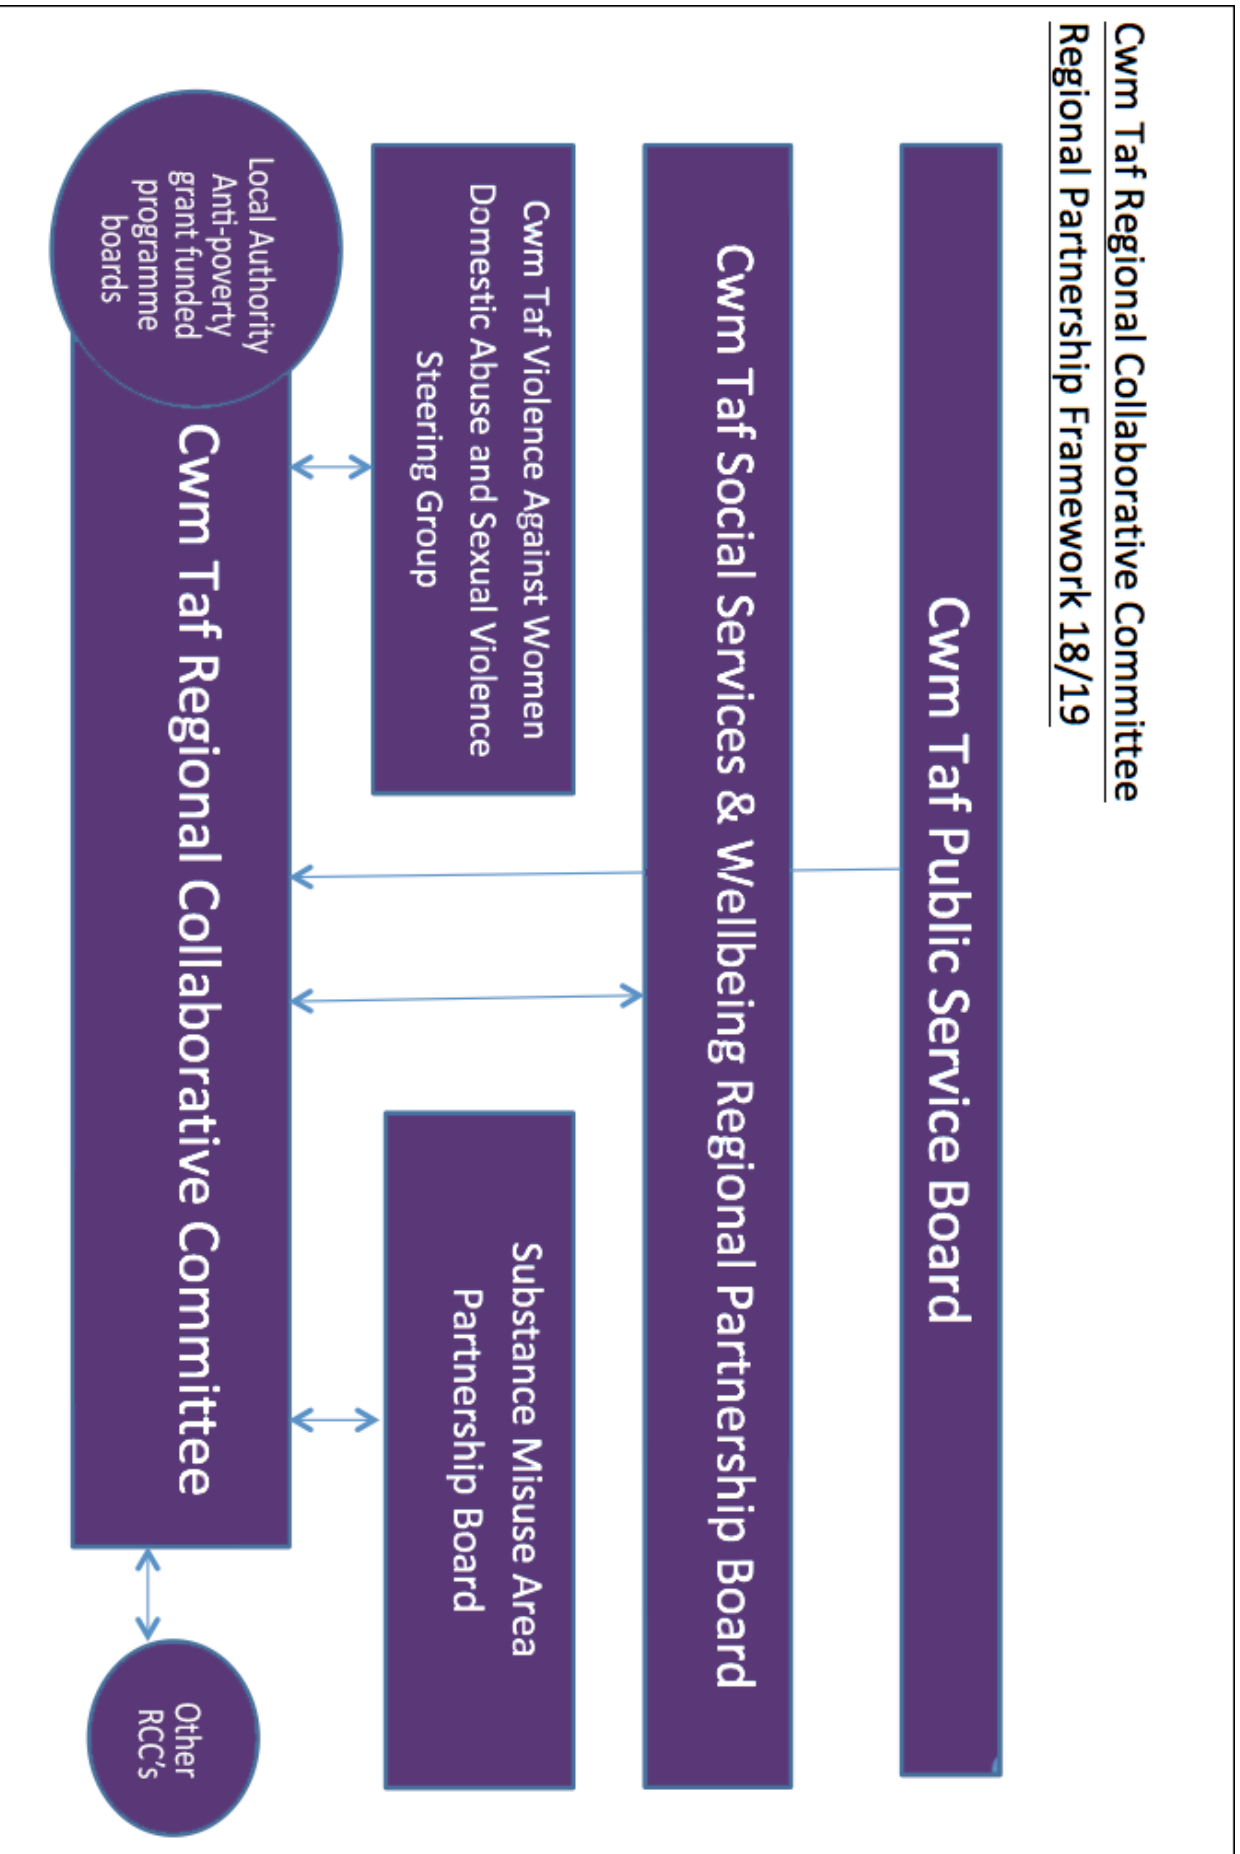 Cwm Taf Regional Collaborative Committee
Regional Partnership Framework 18/19
Cwm Taf Public Service Board
Cwm Taf Social Services & Wellbeing Regional Partnership Board
Cwm Taf Violence Against Women
Domestic Abuse and Sexual Violence
Steering Group
Substance Misuse Area
Partnership Board
Local Authority
Anti-poverty
grant funded
programme
boards
Cwm Taf Regional Collaborative Committee
Other
RCC's